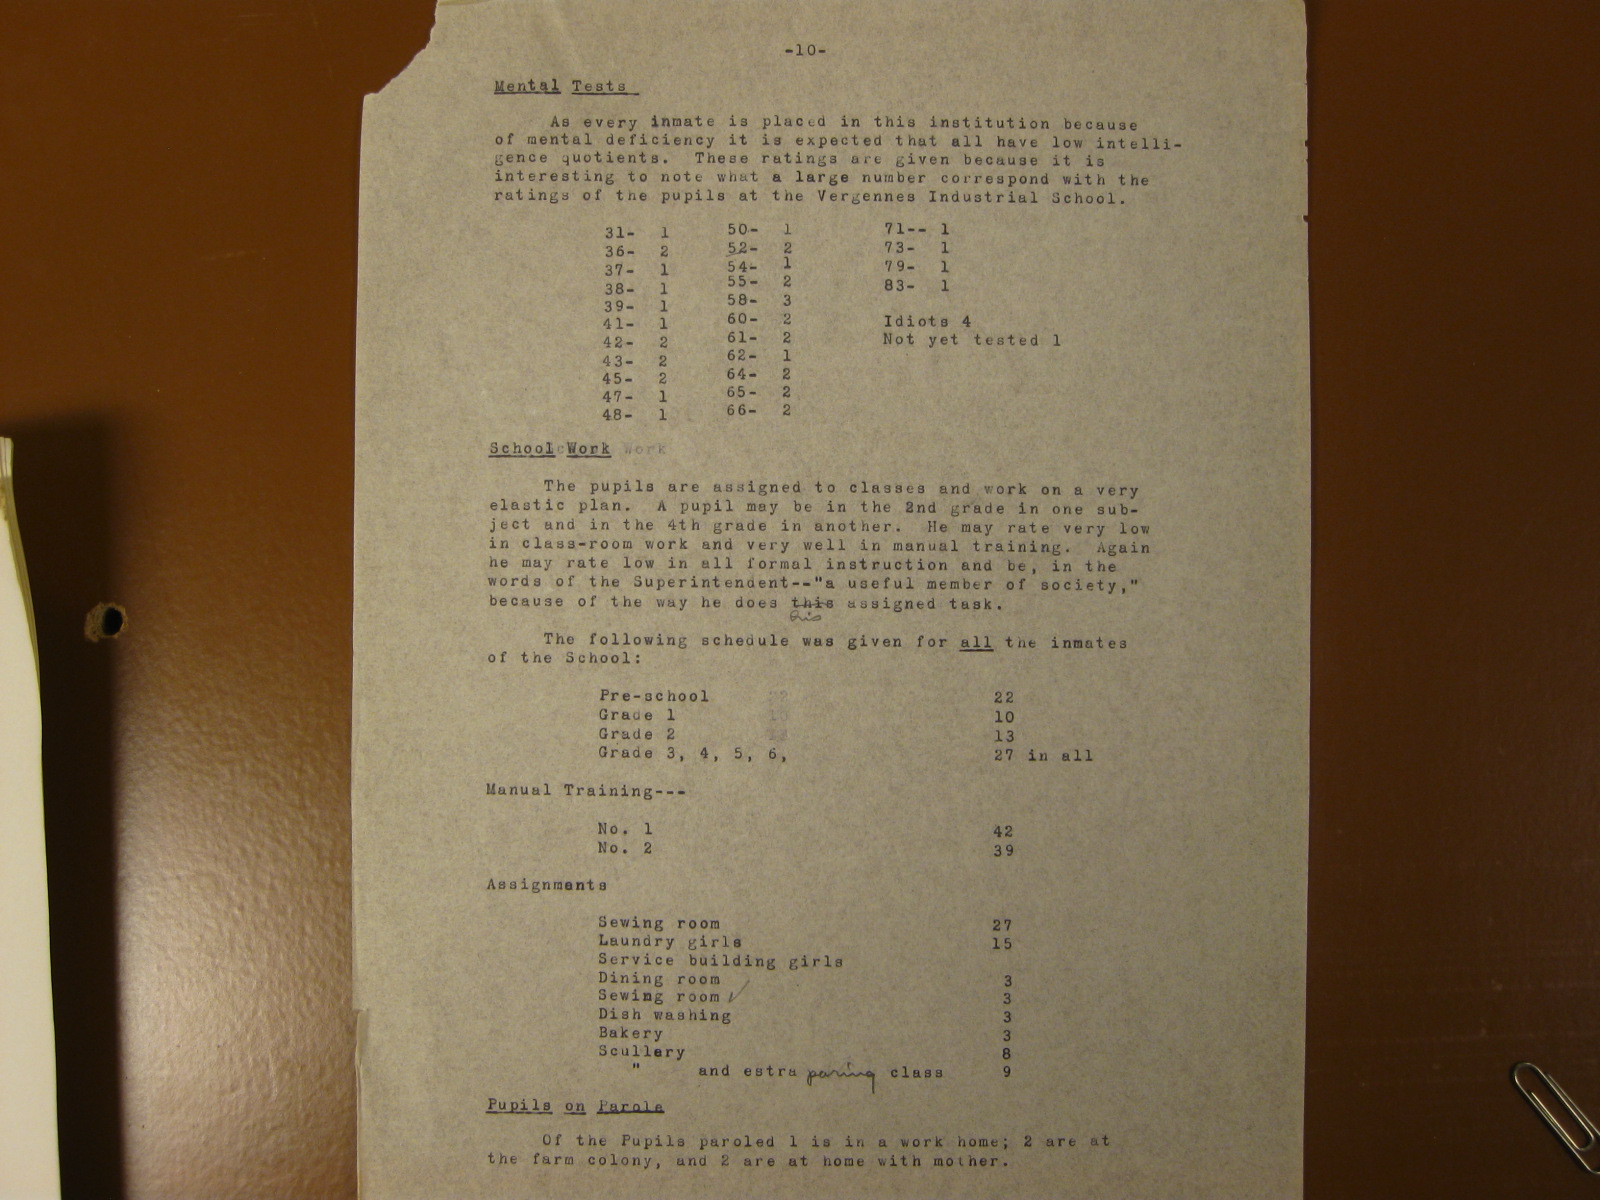 -10-
Mental Tests
As every inmate is placed in this institution because
of mental deficiency it is expected that all have low intelli-
gence quotients. These ratings are given because it is
interesting to note what a large number correspond with the
ratings of the pupils at the Vergennes Industrial School.
31- 1 50- 1 71-- 1
36- 2 52- 2 73- 1
37- 1 54- 1 79- 1
38- 1 55- 2 83- 1
39- 1 58- 3
41- 1 60- 2 Idiots 4
42- 2 61- 2 Not yet tested 1
43- 2 62- 1
45- 2 64- 2
47- 1 65- 2
48- 1 66- 2
School Work work
The pupils are assigned to classes and work on a very
elastic plan. A pupil may be in the 2nd grade in one sub-
ject and in the 4th grade in another. He may rate very low
in class-room work and very well in manual training. Again
he may rate low in all formal instruction and be, in the
words of the Superintendent--"a useful member of society,"
because of the way he does this assigned task.
his
The following schedule was given for all the inmates
of the School:
Pre-school 22
Grade 1 10
Grade 2 13
Grade 3, 4, 5, 6, 27 in all
Manual Training---
No. 1 42
No. 2 39
Assignments
Sewing room 27
Laundry girls 15
Service building girls
Dining room 3
Sewing room ✓ 3
Dish washing 3
Bakery 3
Scullery 8
" and estra paring class 9
Pupils on Parole
Of the Pupils paroled 1 is in a work home; 2 are at
the farm colony, and 2 are at home with mother.